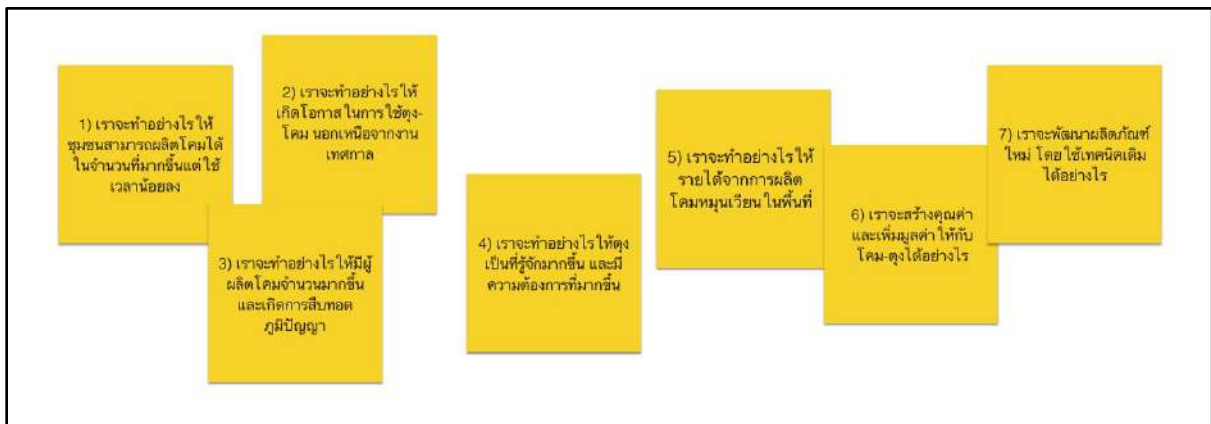 1) เราจะทำอย่างไรให้
ชุมชนสามารถผลิตโคมได้
ในจำนวนที่มากขึ้นแต่ใช้
เวลาน้อยลง
2) เราจะทำอย่างไรให้
เกิดโอกาสในการใช้ตุง-
โคม นอกเหนือจากงาน
เทศกาล
3) เราจะทำอย่างไรให้มีผู้
ผลิตโคมจำนวนมากขึ้น
และเกิดการสืบทอด
ภูมิปัญญา
4) เราจะทำอย่างไรให้ตุง
เป็นที่รู้จักมากขึ้น และมี
ความต้องการที่มากขึ้น
5) เราจะทำอย่างไรให้
รายได้จากการผลิต
โคมหมุนเวียนในพื้นที่
6) เราจะสร้างคุณค่า
และเพิ่มมูลค่าให้กับ
โคม-ตุงได้อย่างไร
7) เราจะพัฒนาผลิตภัณฑ์
ใหม่ โดยใช้เทคนิคเดิม
ได้อย่างไร